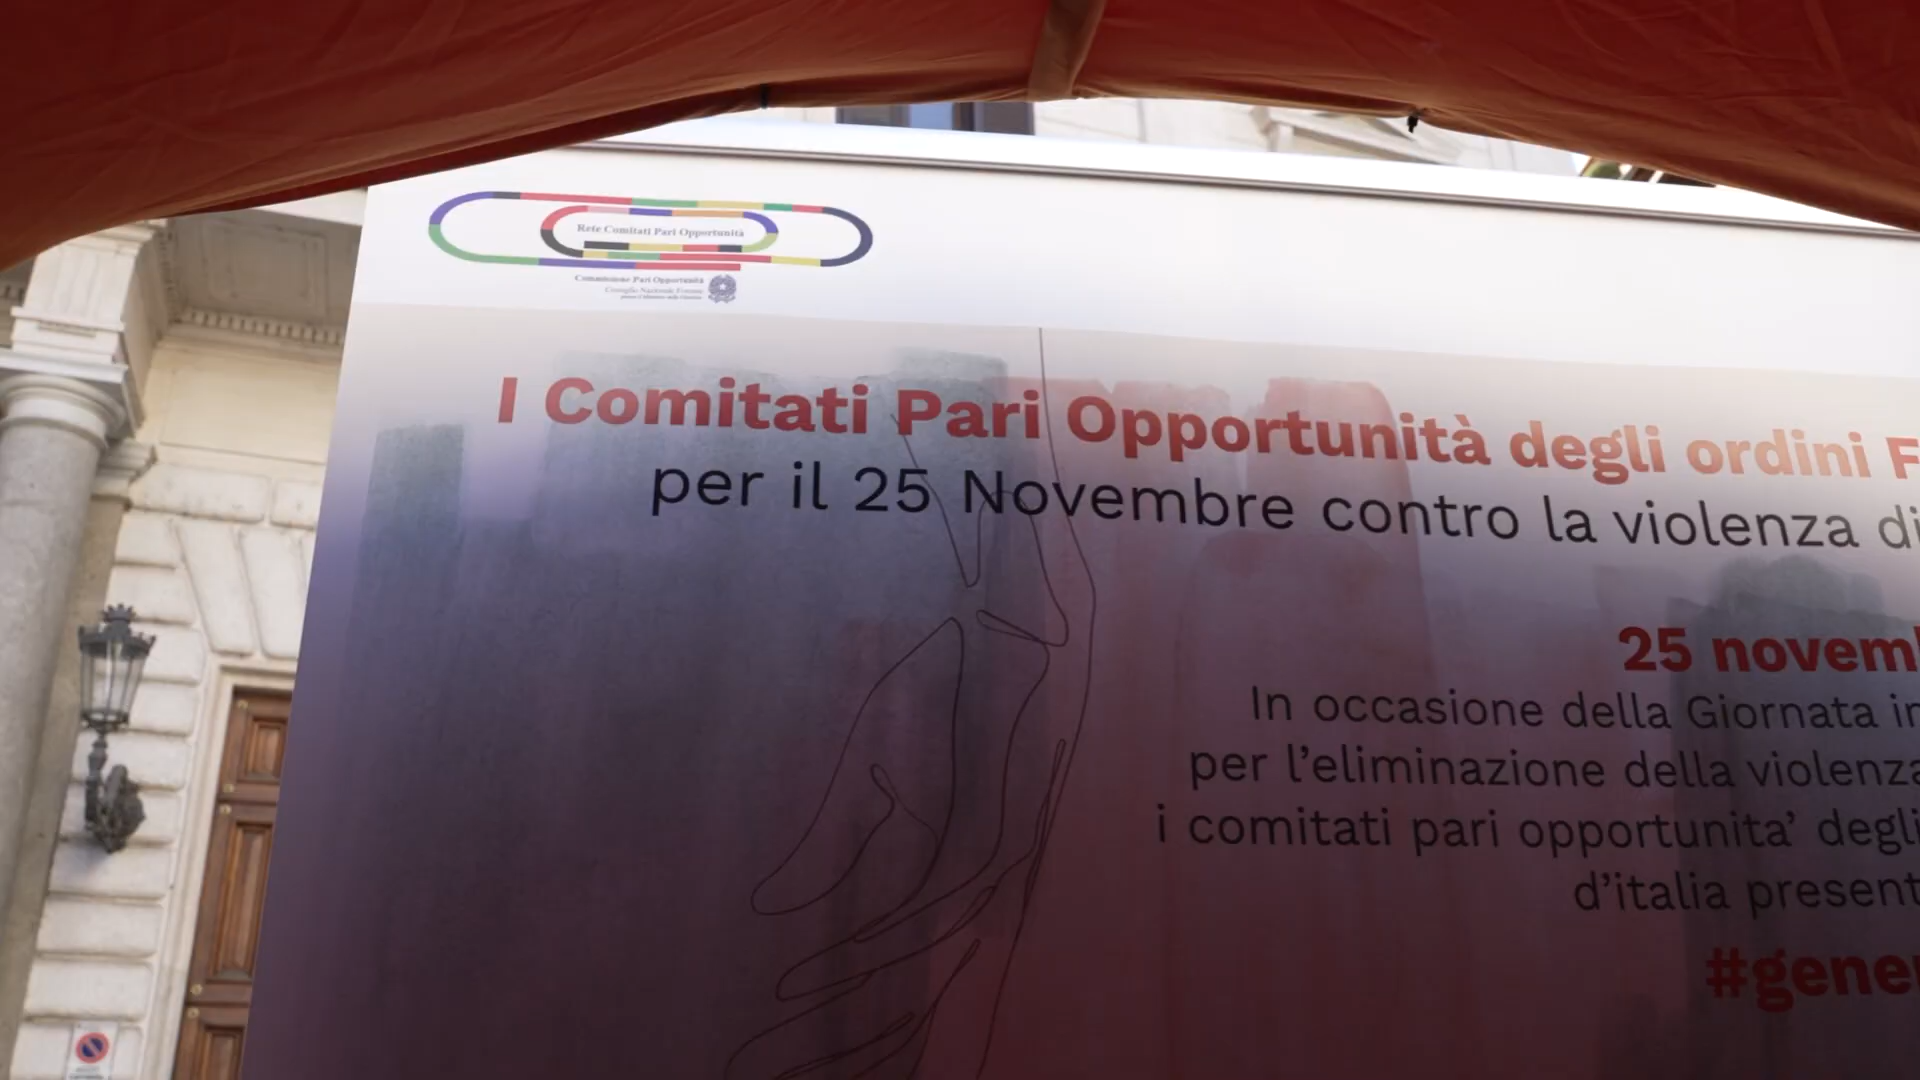 Rete Comitati Pari Opportunità
Commissione Pari Opportunità
Consiglio Nazionale Forense
I Comitati Pari Opportunità degli ordini F
per il 25 Novembre contro la violenza di
25 novemb
In occasione della Giornata in
per l’eliminazione della violenza
i comitati pari opportunita’ degli
d’italia present
#gener